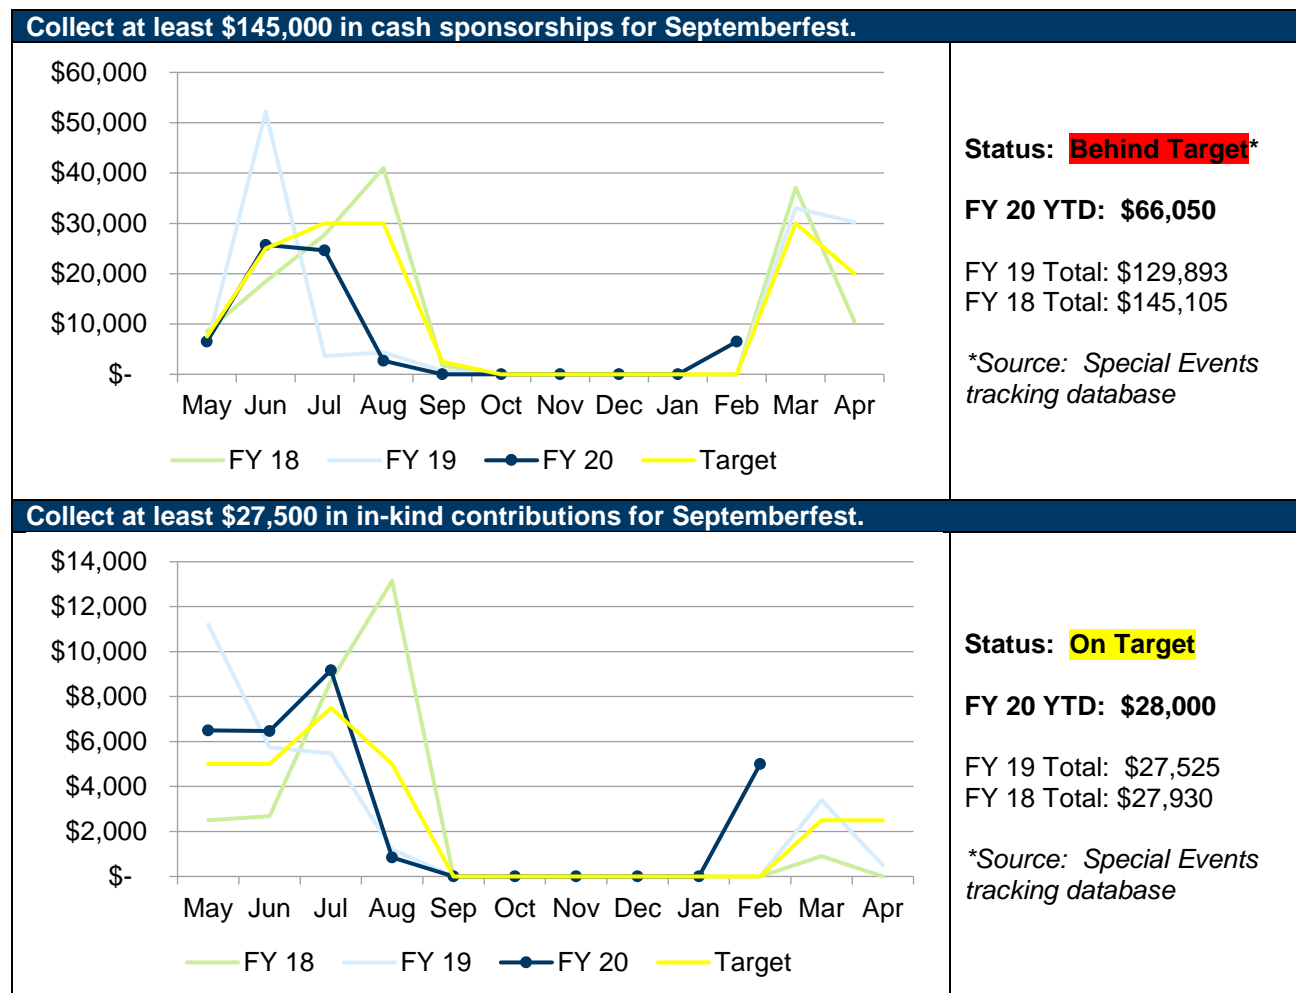 Collect at least $145,000 in cash sponsorships for Septemberfest.
$60,000
$50,000
$40,000
$30,000
$20,000
$10,000
$-
May Jun Jul Aug Sep Oct Nov Dec Jan Feb Mar Apr
FY 18 FY 19 FY 20 Target
Status: Behind Target*
FY 20 YTD: $66,050
FY 19 Total: $129,893
FY 18 Total: $145,105
*Source: Special Events
tracking database
Collect at least $27,500 in in-kind contributions for Septemberfest.
$14,000
$12,000
$10,000
$8,000
$6,000
$4,000
$2,000
$-
May Jun Jul Aug Sep Oct Nov Dec Jan Feb Mar Apr
FY 18 FY 19 FY 20 Target
Status: On Target
FY 20 YTD: $28,000
FY 19 Total: $27,525
FY 18 Total: $27,930
*Source: Special Events
tracking database